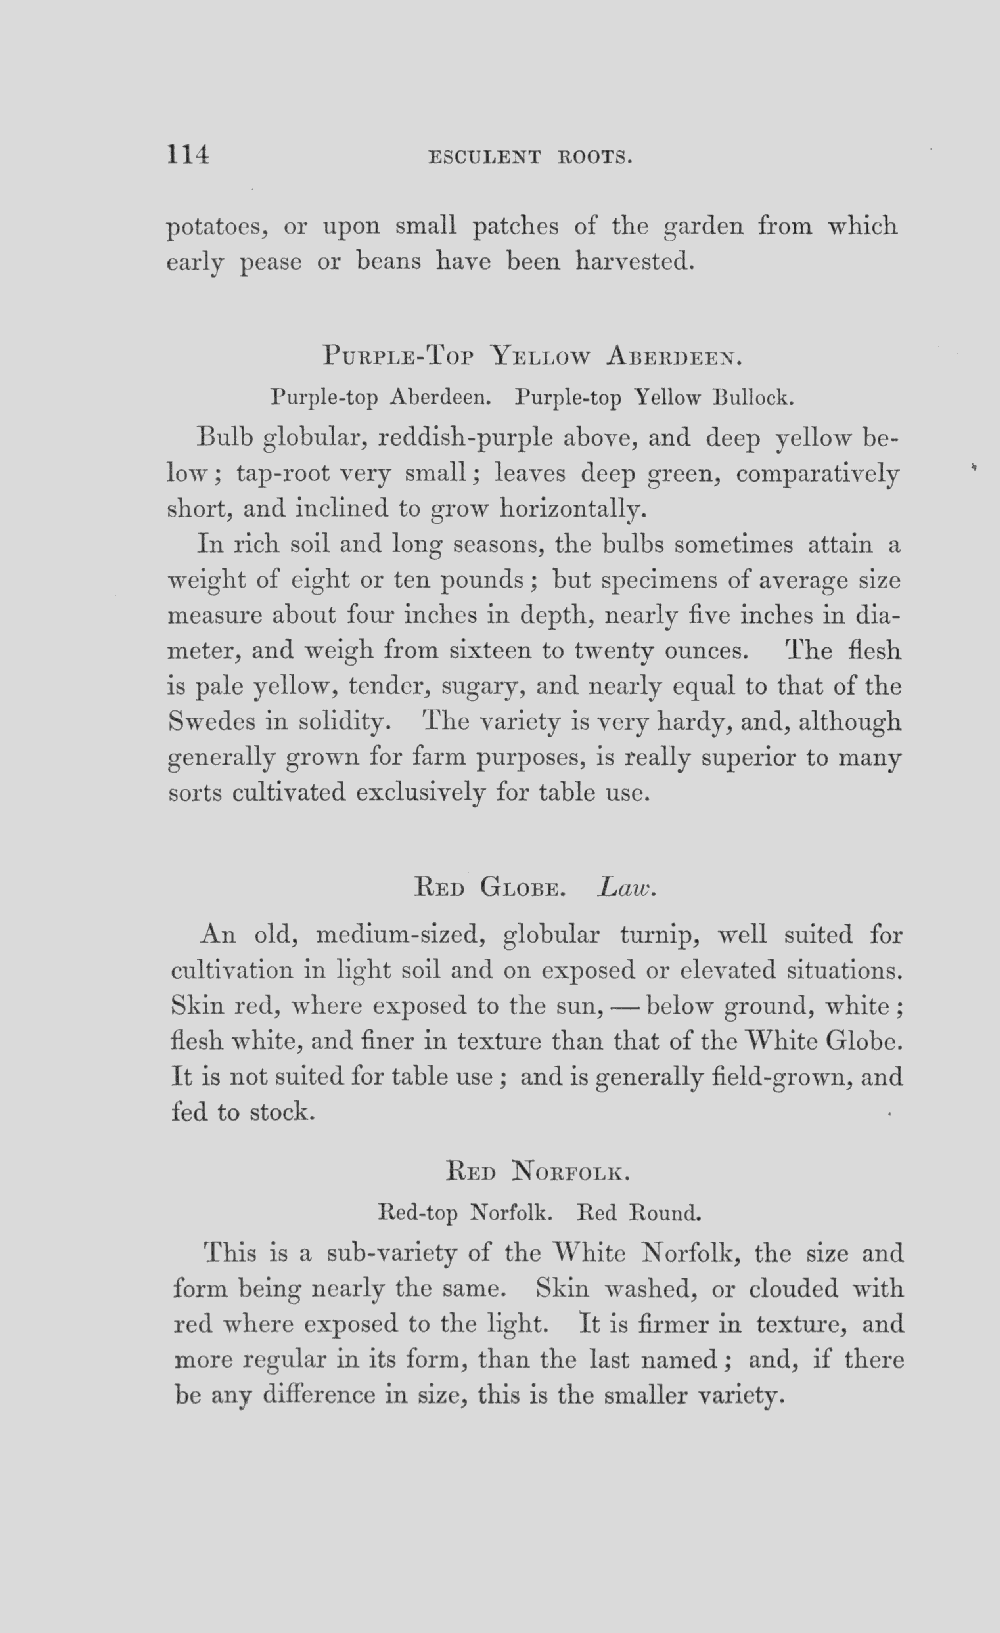 114 ESCULENT ROOTS.
potatoes, or upon small patches of the garden from which
early pease or beans have been harvested.
PURPLE-TOP YELLOW ABERDEEN.
Purple-top Aberdeen. Purple-top Yellow Bullock.
Bulb globular, reddish-purple above, and deep yellow be-
low; tap-root very small; leaves deep green, comparatively
short, and inclined to grow horizontally.
In rich soil and long seasons, the bulbs sometimes attain a
weight of eight or ten pounds; but specimens of average size
measure about four inches in depth, nearly five inches in dia-
meter, and weigh from sixteen to twenty ounces. The flesh
is pale yellow, tender, sugary, and nearly equal to that of the
Swedes in solidity. The variety is very hardy, and, although
generally grown for farm purposes, is really superior to many
sorts cultivated exclusively for table use.
RED GLOBE. Law.
An old, medium-sized, globular turnip, well suited for
cultivation in light soil and on exposed or elevated situations.
Skin red, where exposed to the sun, — below ground, white;
flesh white, and finer in texture than that of the White Globe.
It is not suited for table use; and is generally field-grown, and
fed to stock.
RED NORFOLK.
Red-top Norfolk. Red Round.
This is a sub-variety of the White Norfolk, the size and
form being nearly the same. Skin washed, or clouded with
red where exposed to the light. It is firmer in texture, and
more regular in its form, than the last named; and, if there
be any difference in size, this is the smaller variety.